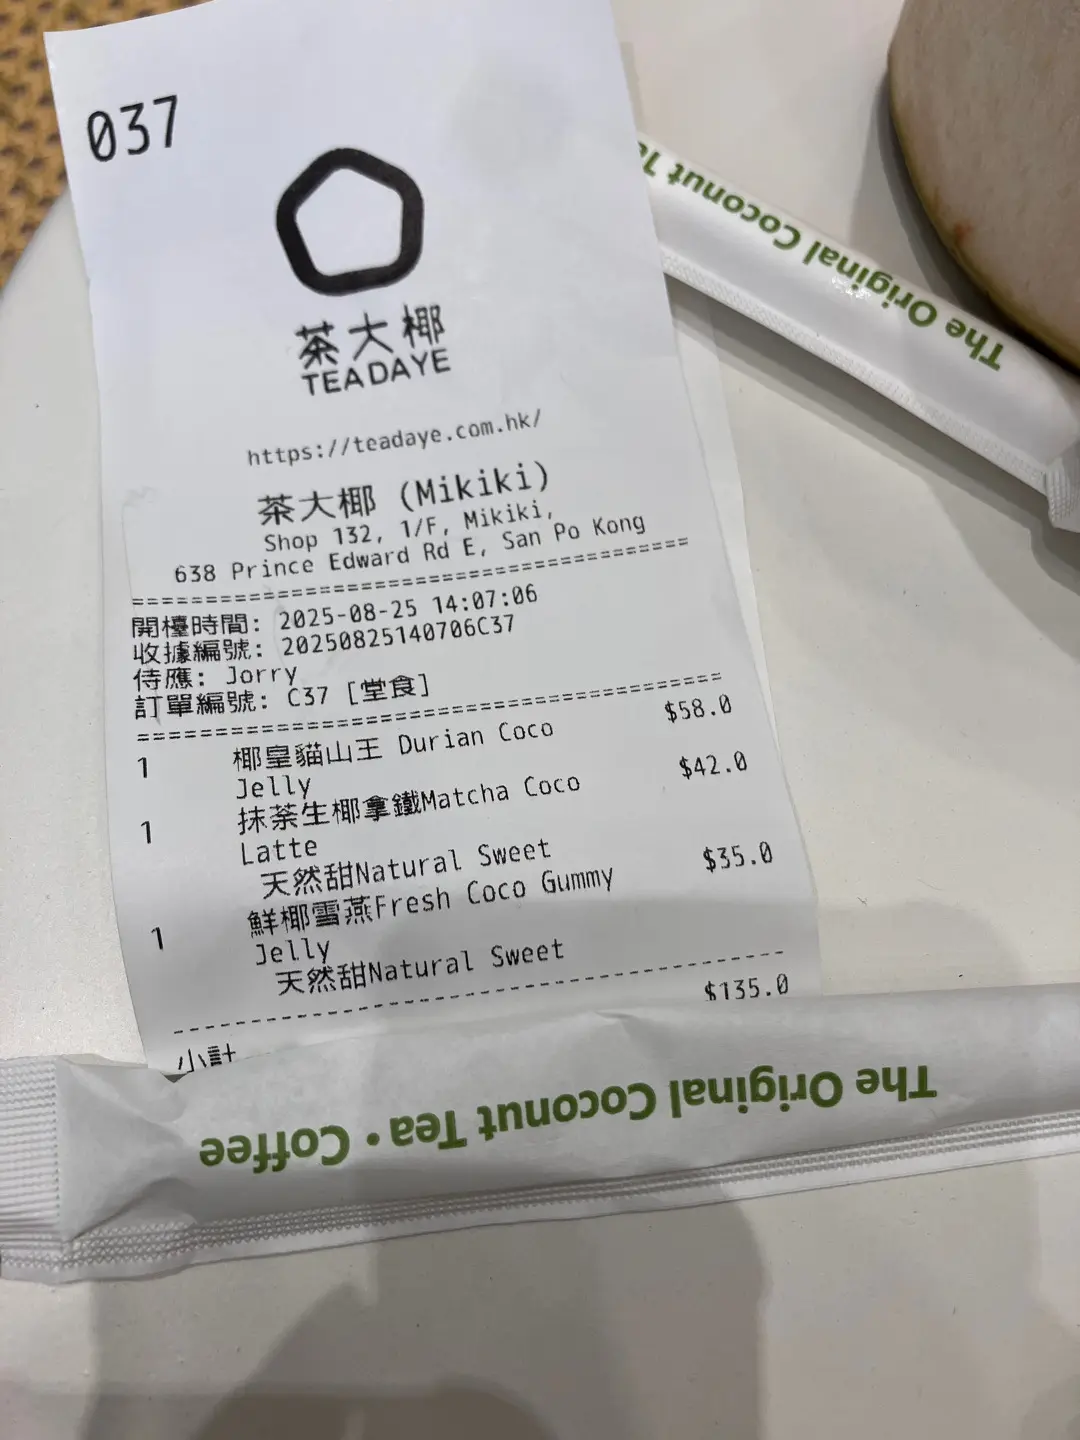 037
茶大椰
TEADAYE
https://teadaye.com.hk/
茶大椰 (Mikiki)
Shop 132, 1/F, Mikiki,
638 Prince Edward Rd E, San Po Kong
==========================================
開檯時間: 2025-08-25 14:07:06
收據編號: 20250825140706C37
侍應: Jorry
訂單編號: C37 [堂食]
==========================================
1 椰皇貓山王 Durian Coco $58.0
Jelly
1 抹茶生椰拿鐵Matcha Coco $42.0
Latte
天然甜Natural Sweet
1 鮮椰雪燕Fresh Coco Gummy $35.0
Jelly
天然甜Natural Sweet
------------------------------------------
小計 $135.0
The Original Coconut Tea • Coffee
The Original Coconut